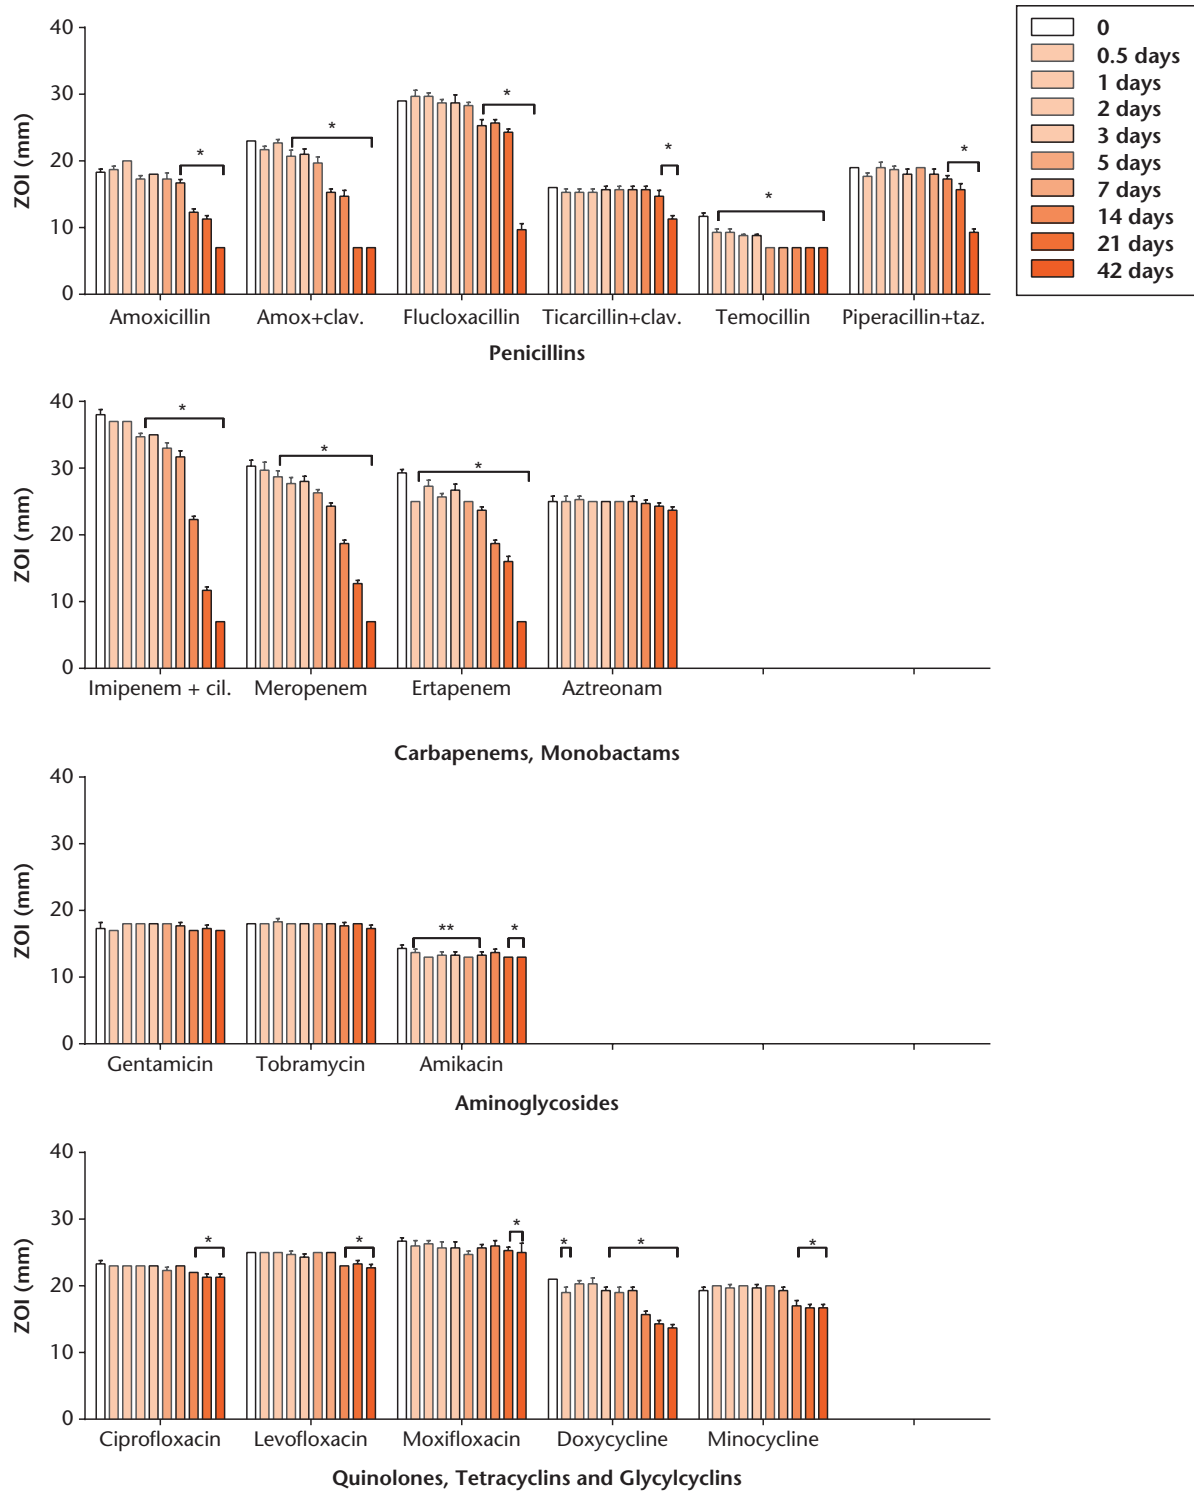 40
30
20
10
0
ZOI (mm)
* * * * * *
Amoxicillin Amox+clav. Flucloxacillin Ticarcillin+clav. Temocillin Piperacillin+taz.
Penicillins
0
0.5 days
1 days
2 days
3 days
5 days
7 days
14 days
21 days
42 days
40
30
20
10
0
ZOI (mm)
* * *
Imipenem + cil. Meropenem Ertapenem Aztreonam
Carbapenems, Monobactams
40
30
20
10
0
ZOI (mm)
** *
Gentamicin Tobramycin Amikacin
Aminoglycosides
40
30
20
10
0
ZOI (mm)
* * * * * *
Ciprofloxacin Levofloxacin Moxifloxacin Doxycycline Minocycline
Quinolones, Tetracyclins and Glycylcyclins